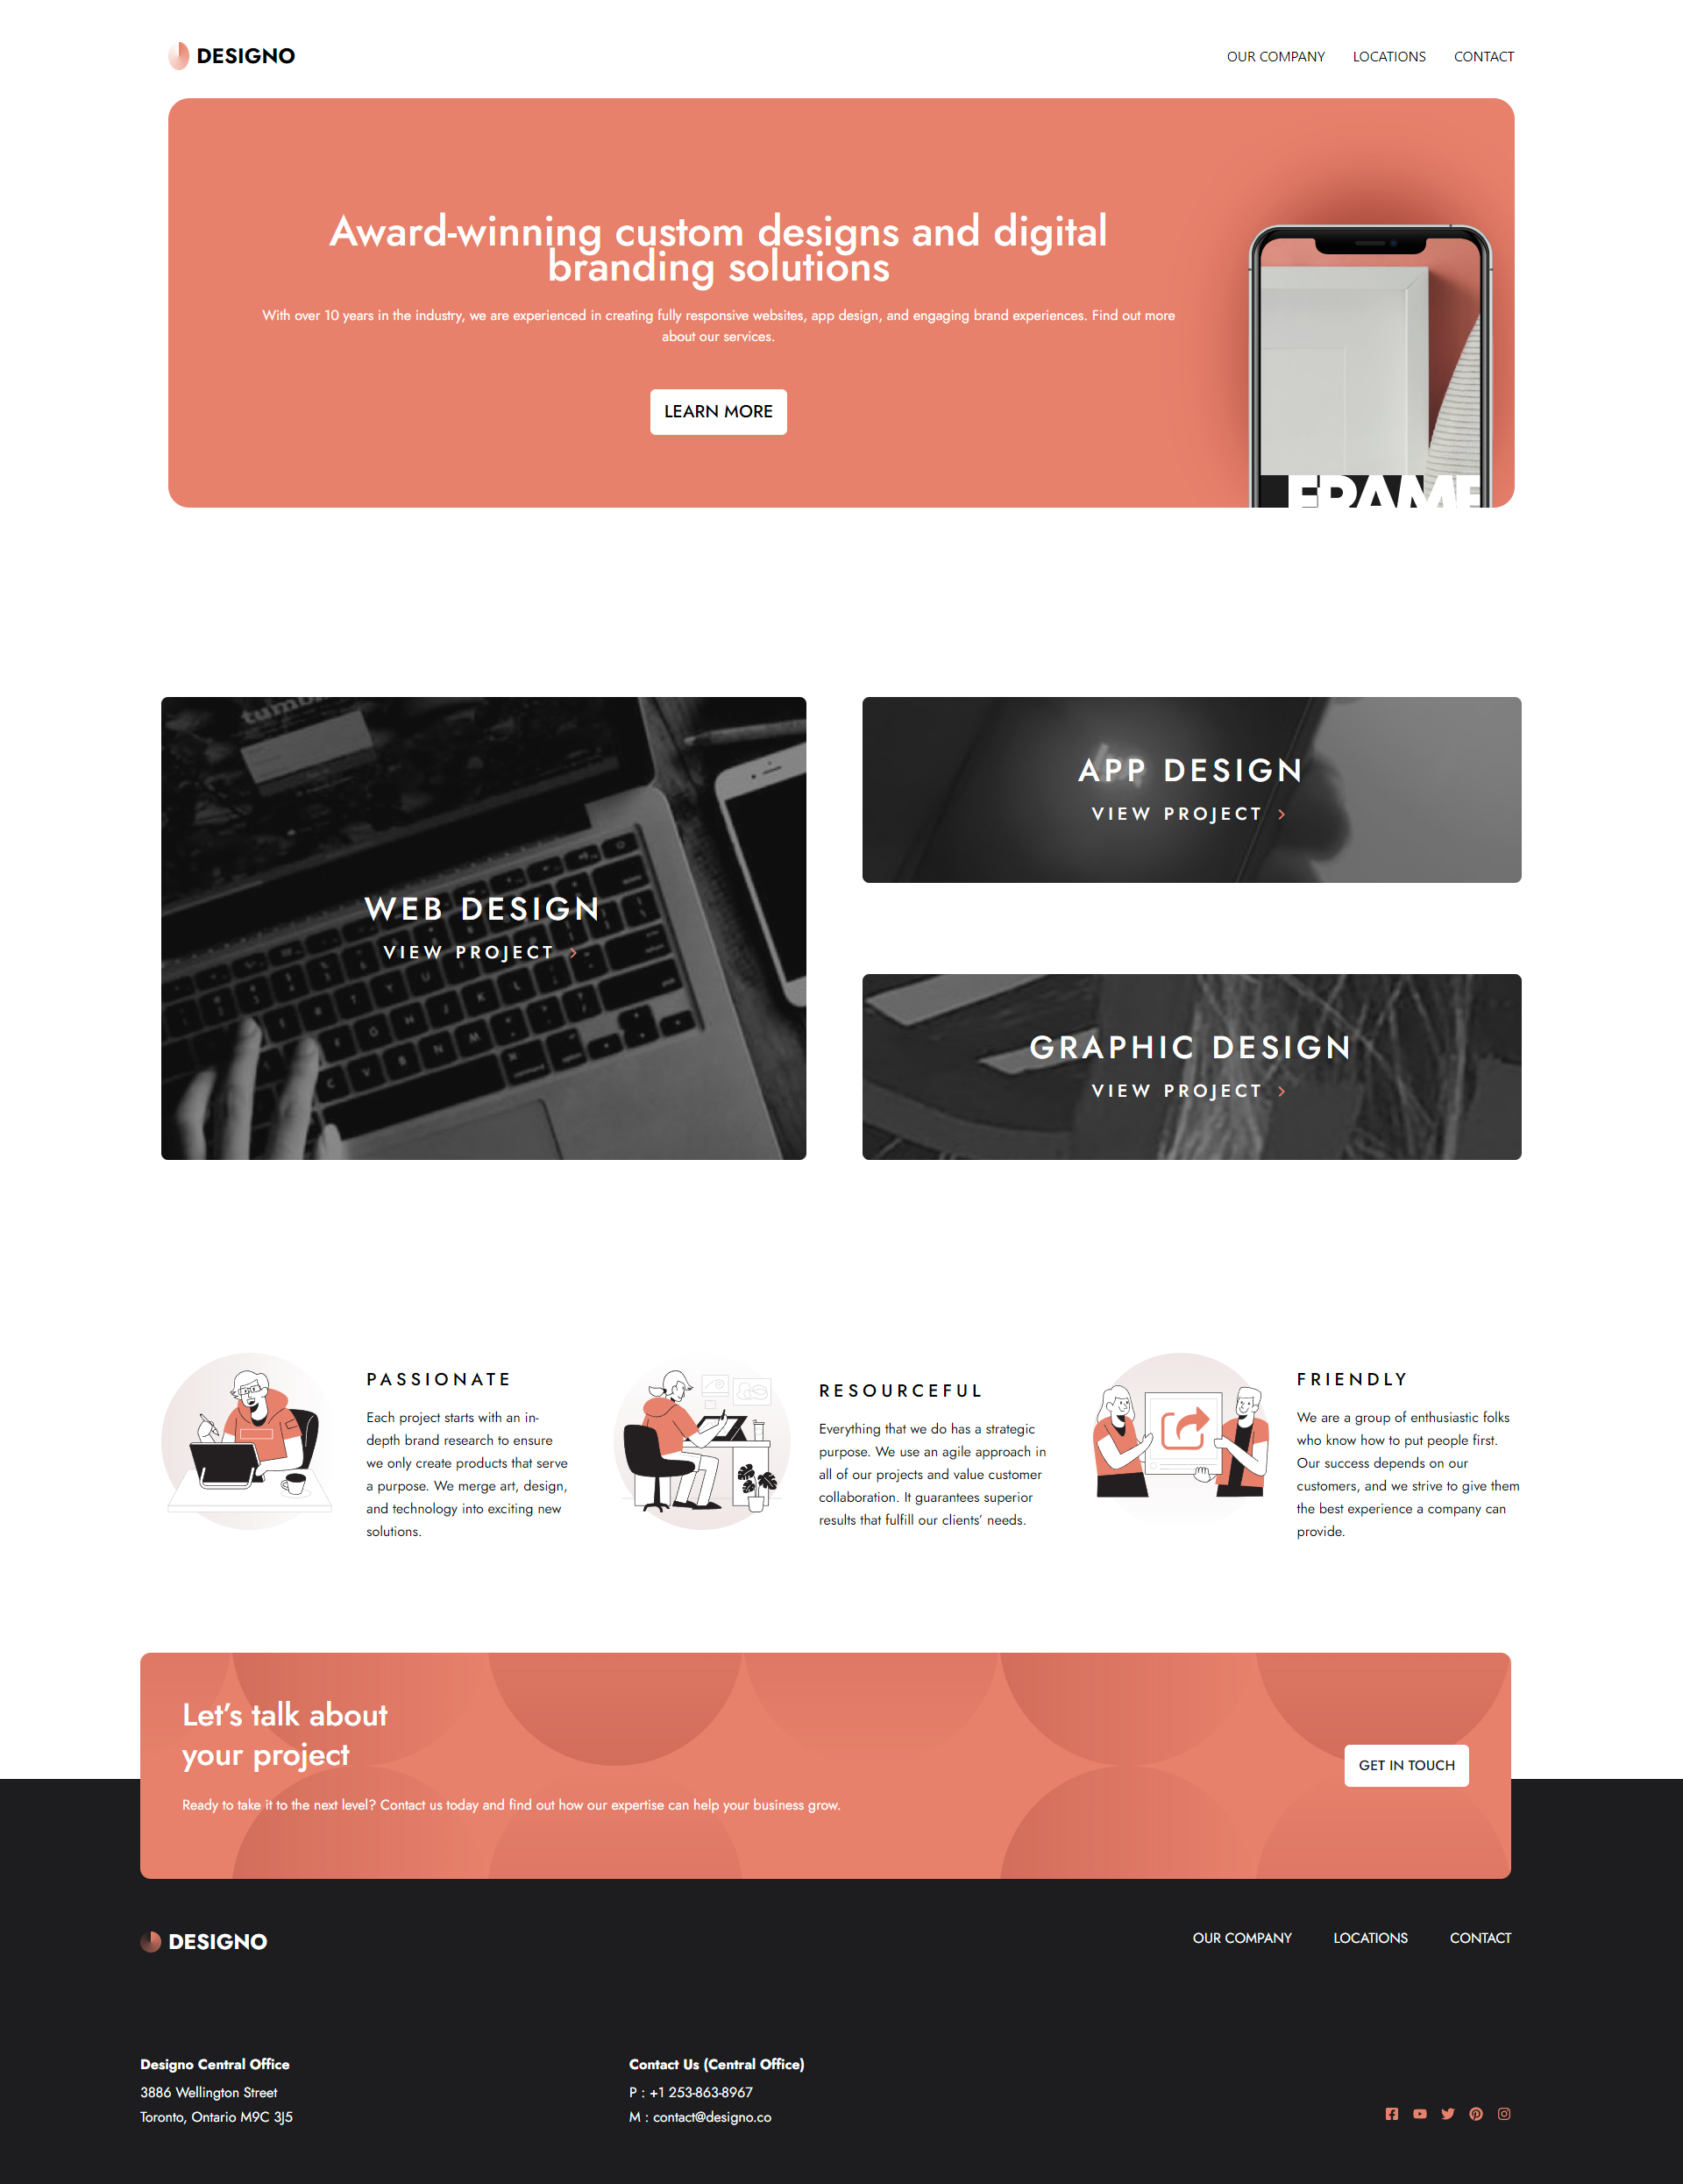 DESIGNO
OUR COMPANY
LOCATIONS
CONTACT
Award-winning custom designs and digital
branding solutions
With over 10 years in the industry, we are experienced in creating fully responsive websites, app design, and engaging brand experiences. Find out more
about our services.
LEARN MORE
FRAME
WEB DESIGN
VIEW PROJECT
APP DESIGN
VIEW PROJECT
GRAPHIC DESIGN
VIEW PROJECT
PASSIONATE
Each project starts with an in-
depth brand research to ensure
we only create products that serve
a purpose. We merge art, design,
and technology into exciting new
solutions.
RESOURCEFUL
Everything that we do has a strategic
purpose. We use an agile approach in
all of our projects and value customer
collaboration. It guarantees superior
results that fulfill our clients’ needs.
FRIENDLY
We are a group of enthusiastic folks
who know how to put people first.
Our success depends on our
customers, and we strive to give them
the best experience a company can
provide.
Let’s talk about
your project
Ready to take it to the next level? Contact us today and find out how our expertise can help your business grow.
GET IN TOUCH
DESIGNO
OUR COMPANY
LOCATIONS
CONTACT
Designo Central Office
3886 Wellington Street
Toronto, Ontario M9C 3J5
Contact Us (Central Office)
P : +1 253-863-8967
M : contact@designo.co